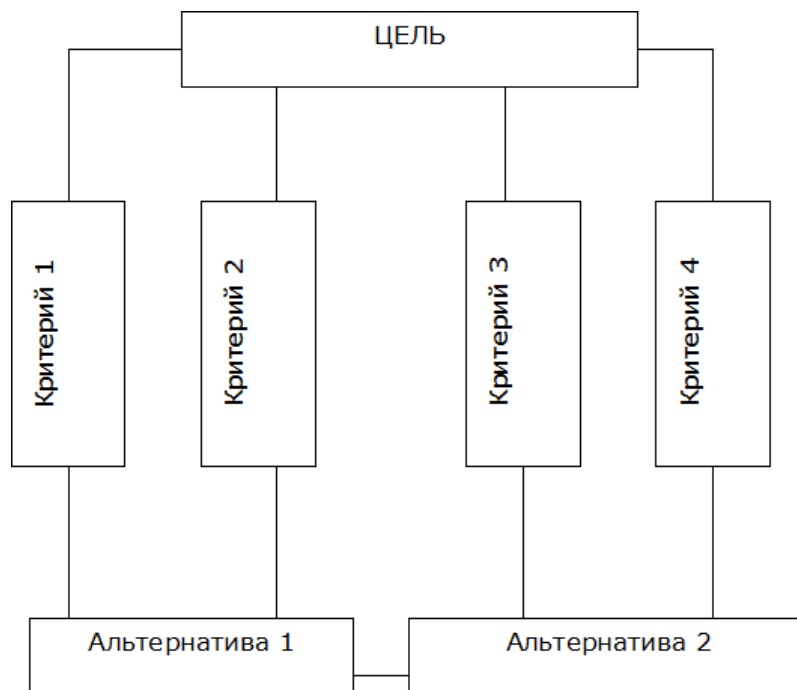 ЦЕЛЬ
Критерий 1
Критерий 2
Критерий 3
Критерий 4
Альтернатива 1
Альтернатива 2